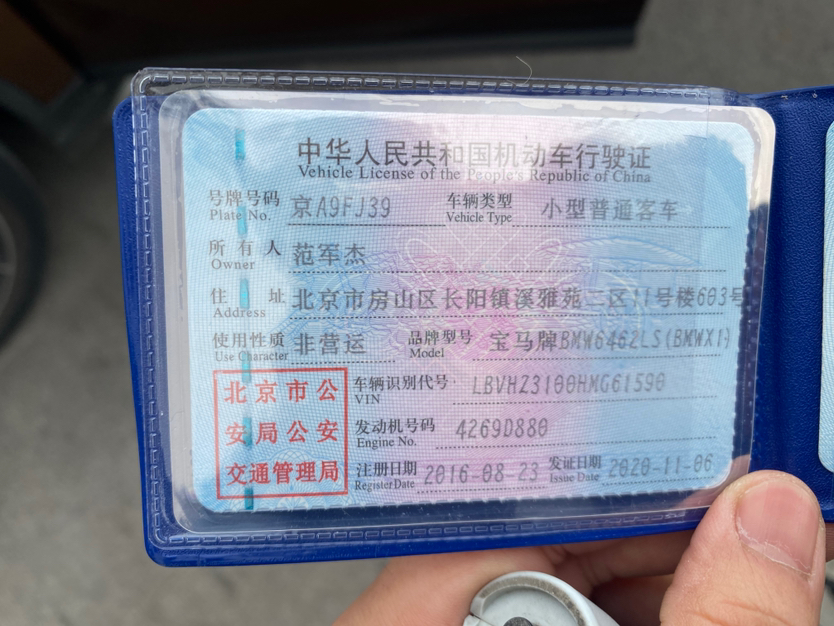 中华人民共和国机动车行驶证
Vehicle License of the People's Republic of China
号牌号码 京A9FJ39 车辆类型 小型普通客车
Plate No. Vehicle Type
所有人 范军杰
Owner
住址 北京市房山区长阳镇溪雅苑二区11号楼603号
Address
使用性质 非营运 品牌型号 宝马牌BMW6462LS(BMWX1)
Use Character Model
北京市公
安局公安
交通管理局
车辆识别代号 LBVHZ3100HMG61590
VIN
发动机号码 4269D880
Engine No.
注册日期 2016-08-23 发证日期 2020-11-06
Register Date Issue Date